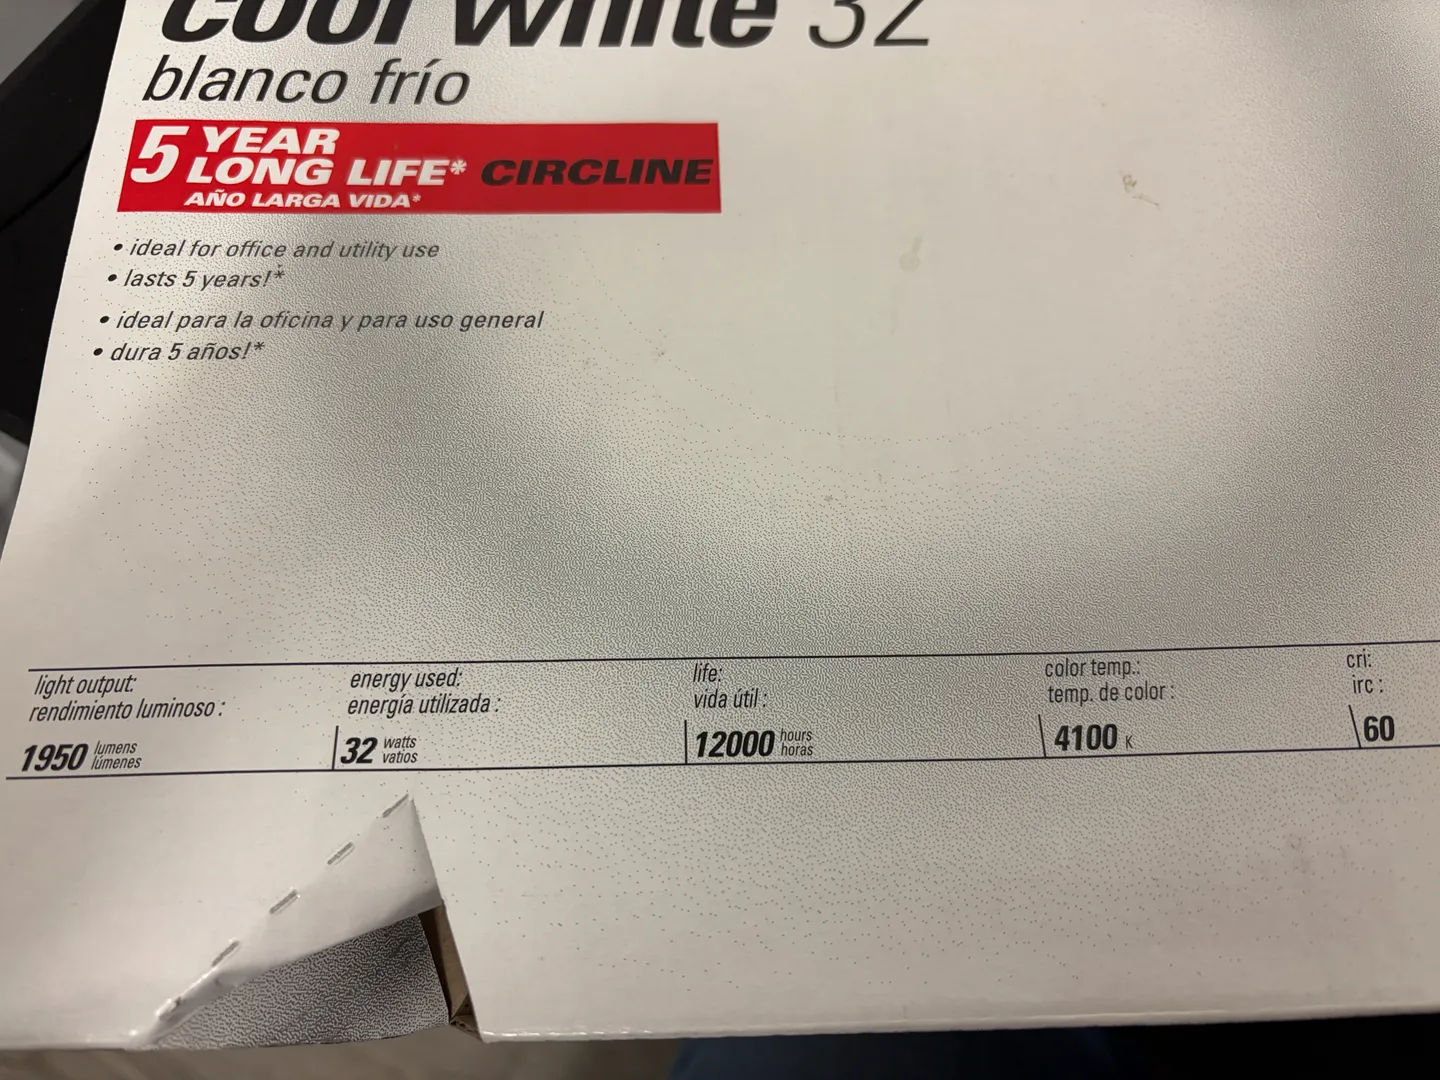 cool white 32
blanco frío
5 YEAR
LONG LIFE* CIRCLINE
AÑO LARGA VIDA*
• ideal for office and utility use
• lasts 5 years!*
• ideal para la oficina y para uso general
• dura 5 años!*
light output:
rendimiento luminoso :
1950 lumens
lúmenes
energy used:
energía utilizada :
32 watts
vatios
life:
vida útil :
12000 hours
horas
color temp.:
temp. de color :
4100 K
cri:
irc :
60